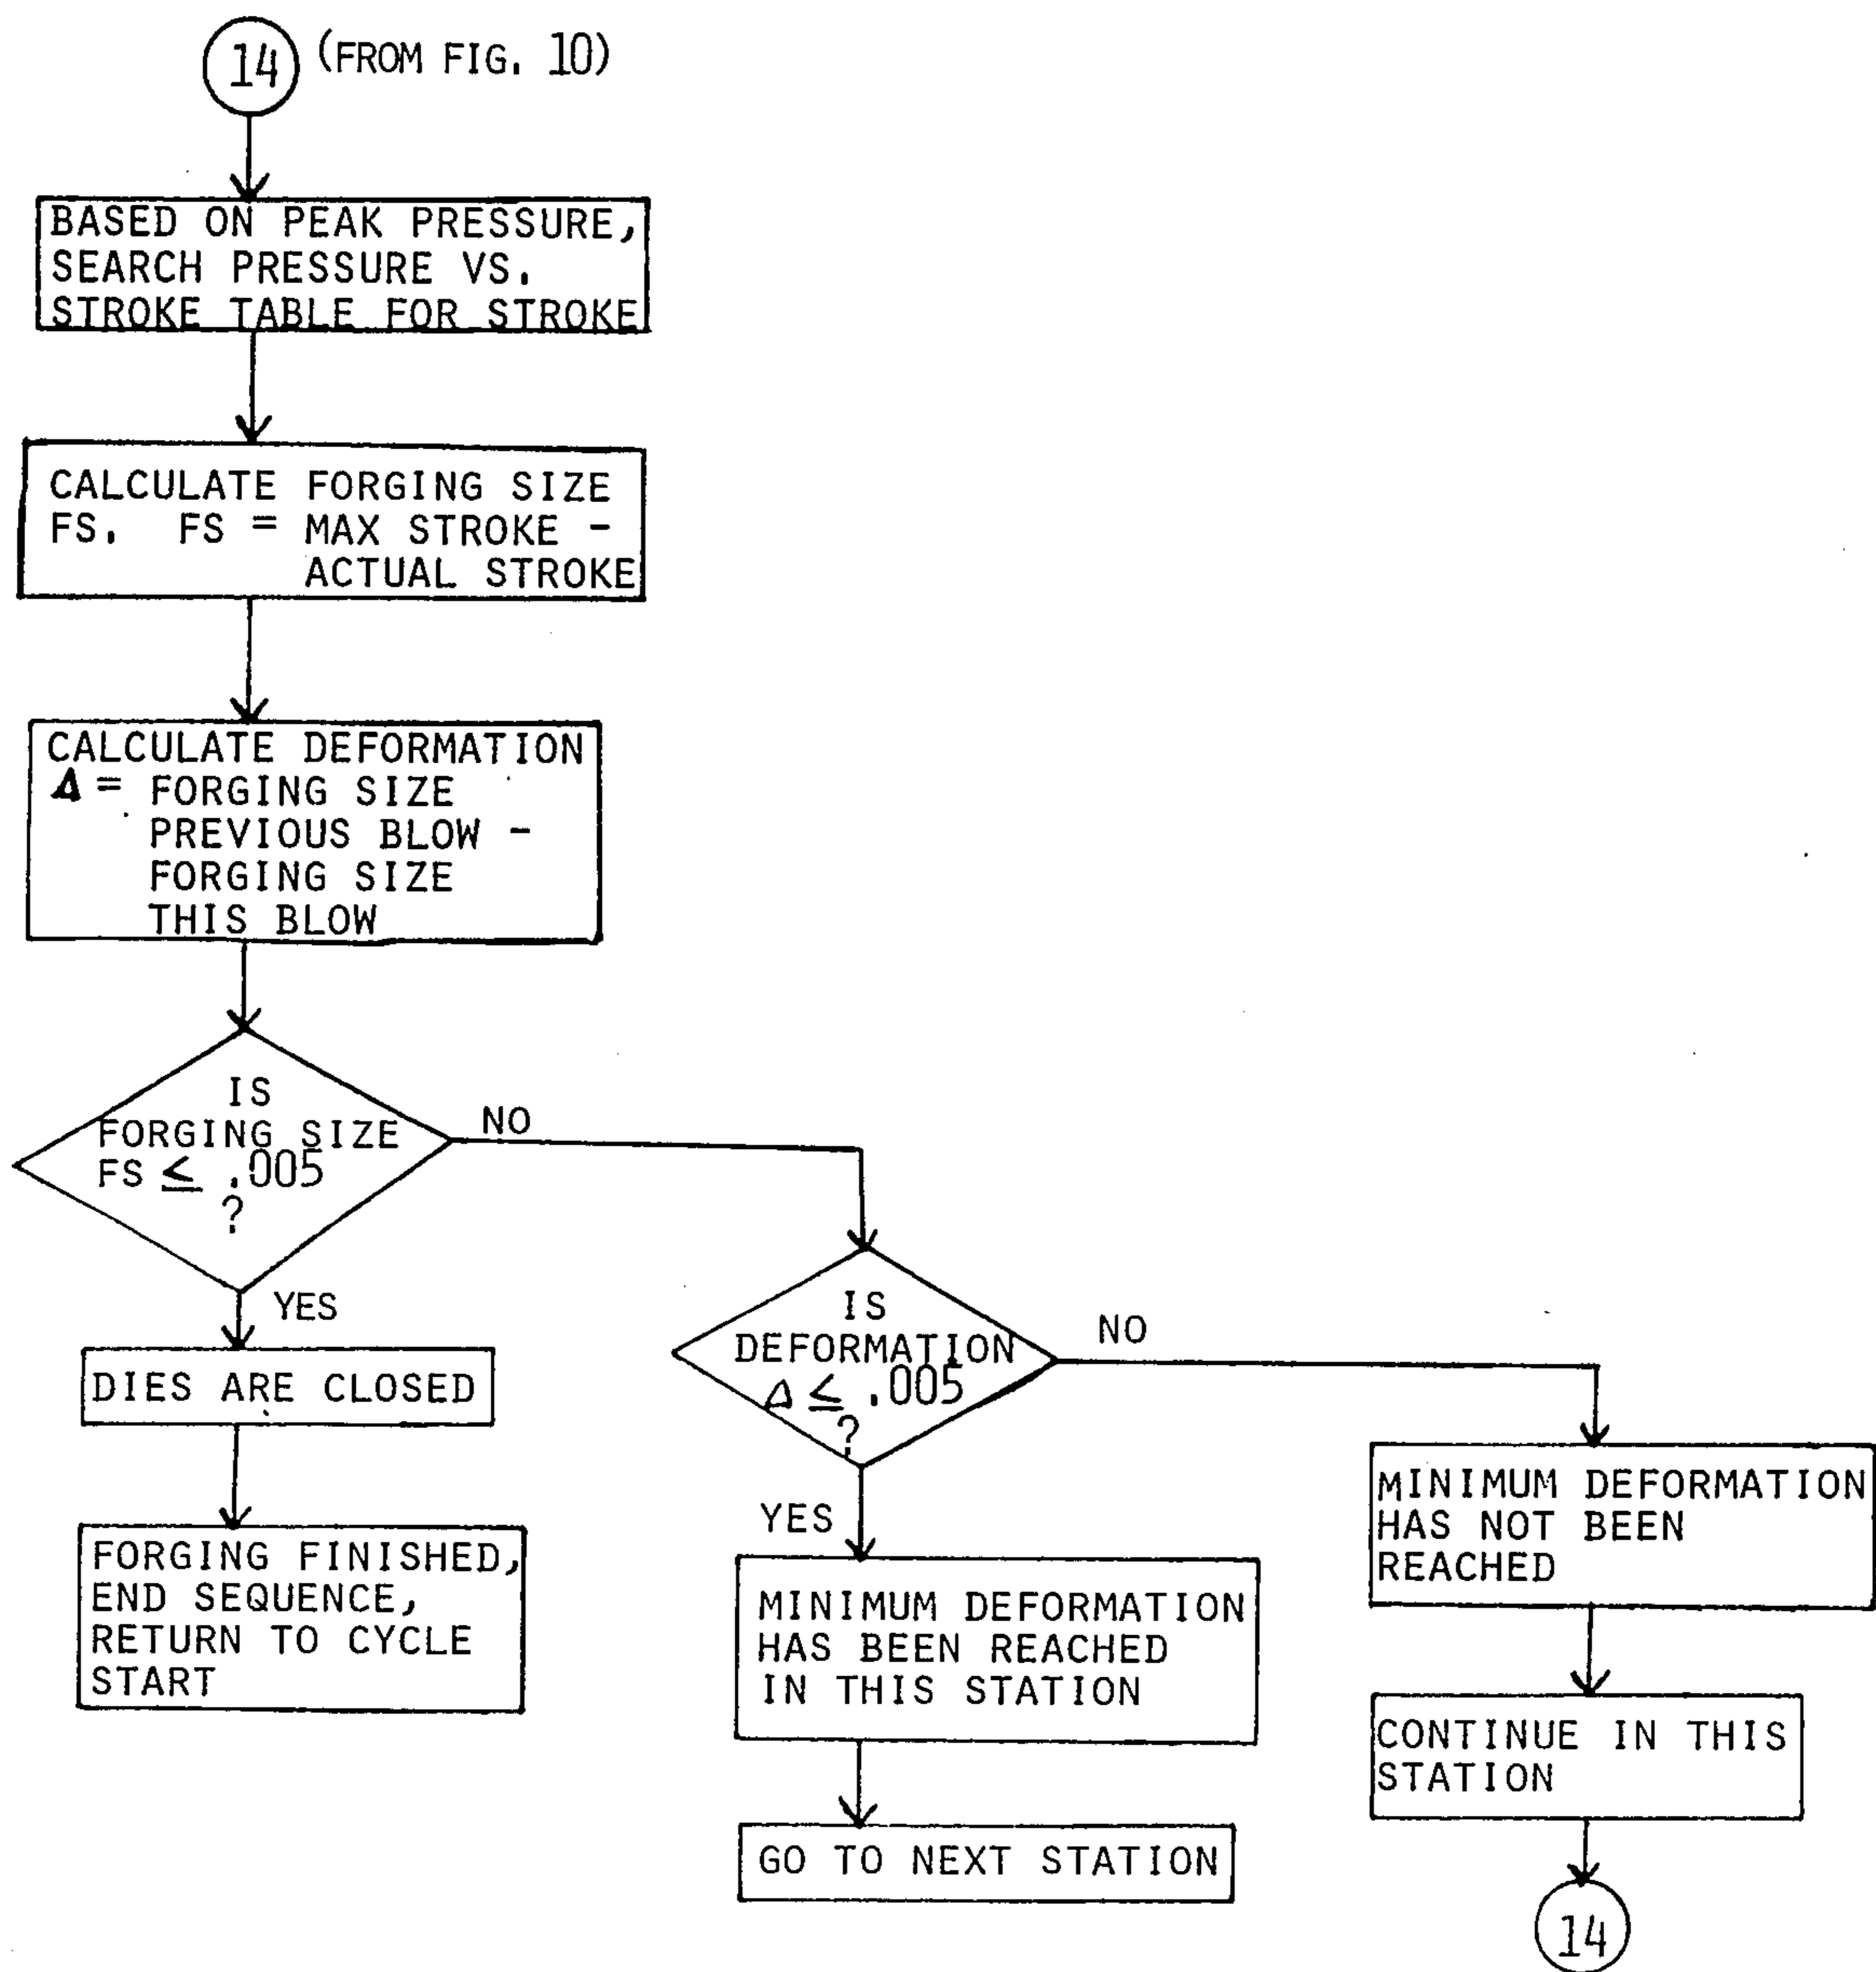 14 (FROM FIG. 10)
BASED ON PEAK PRESSURE,
SEARCH PRESSURE VS.
STROKE TABLE FOR STROKE
CALCULATE FORGING SIZE
FS. FS = MAX STROKE -
ACTUAL STROKE
CALCULATE DEFORMATION
Δ = FORGING SIZE
PREVIOUS BLOW -
FORGING SIZE
THIS BLOW
IS
FORGING SIZE
FS ≤ .005
?
NO
YES
DIES ARE CLOSED
FORGING FINISHED,
END SEQUENCE,
RETURN TO CYCLE
START
IS
DEFORMATION
Δ ≤ .005
?
NO
YES
MINIMUM DEFORMATION
HAS BEEN REACHED
IN THIS STATION
GO TO NEXT STATION
MINIMUM DEFORMATION
HAS NOT BEEN
REACHED
CONTINUE IN THIS
STATION
14